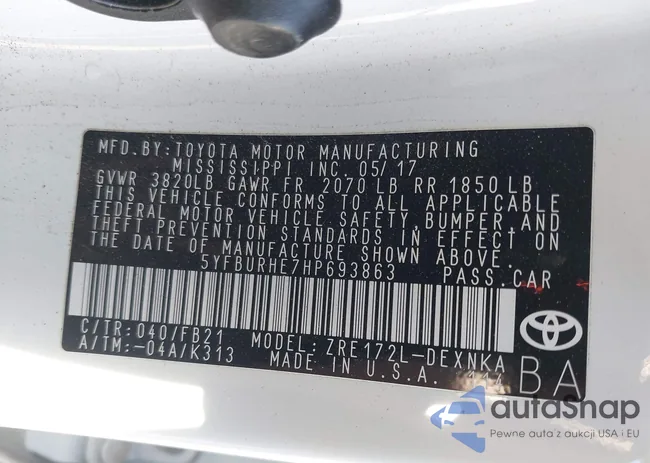 MFD. BY: TOYOTA MOTOR MANUFACTURING
MISSISSIPPI INC. 05/17
GVWR 3820LB GAWR FR 2070 LB RR 1850 LB
THIS VEHICLE CONFORMS TO ALL APPLICABLE
FEDERAL MOTOR VEHICLE SAFETY, BUMPER, AND
THEFT PREVENTION STANDARDS IN EFFECT ON
THE DATE OF MANUFACTURE SHOWN ABOVE.
5YFBURHE7HP693863 PASS. CAR
C/TR: 040/FB21 MODEL: ZRE172L-DEXNKA
A/TM: -04A/K313 MADE IN U.S.A.
BA
autaSnap
Pewne auta z aukcji USA i EU